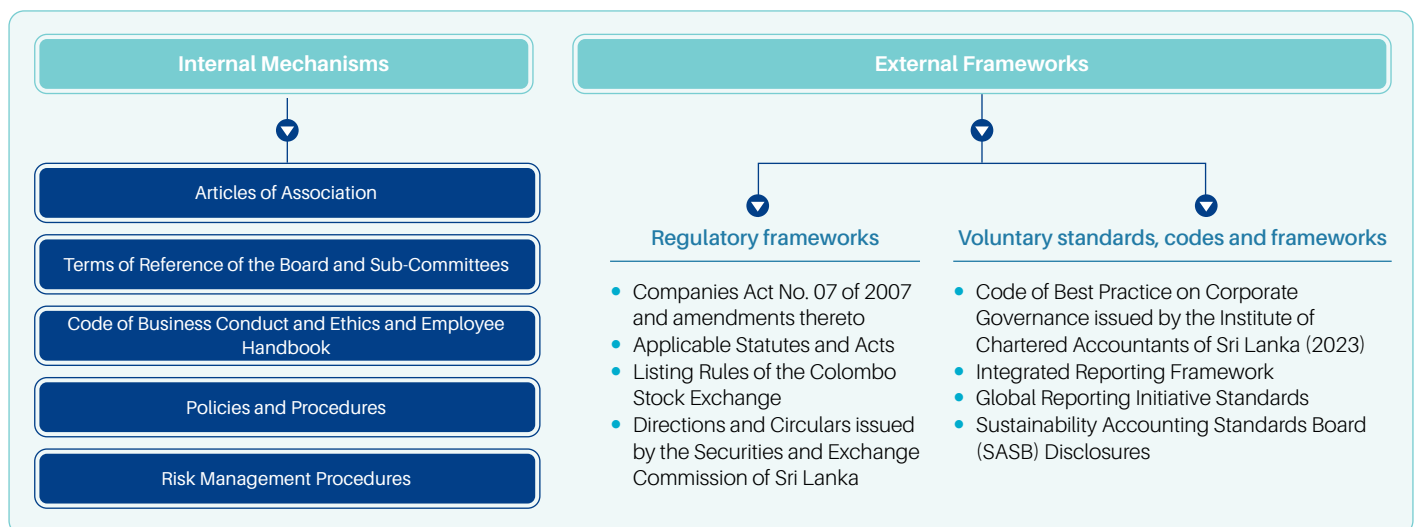 Internal Mechanisms
Articles of Association
Terms of Reference of the Board and Sub-Committees
Code of Business Conduct and Ethics and Employee
Handbook
Policies and Procedures
Risk Management Procedures
External Frameworks
Regulatory frameworks
• Companies Act No. 07 of 2007
and amendments thereto
• Applicable Statutes and Acts
• Listing Rules of the Colombo
Stock Exchange
• Directions and Circulars issued
by the Securities and Exchange
Commission of Sri Lanka
Voluntary standards, codes and frameworks
• Code of Best Practice on Corporate
Governance issued by the Institute of
Chartered Accountants of Sri Lanka (2023)
• Integrated Reporting Framework
• Global Reporting Initiative Standards
• Sustainability Accounting Standards Board
(SASB) Disclosures